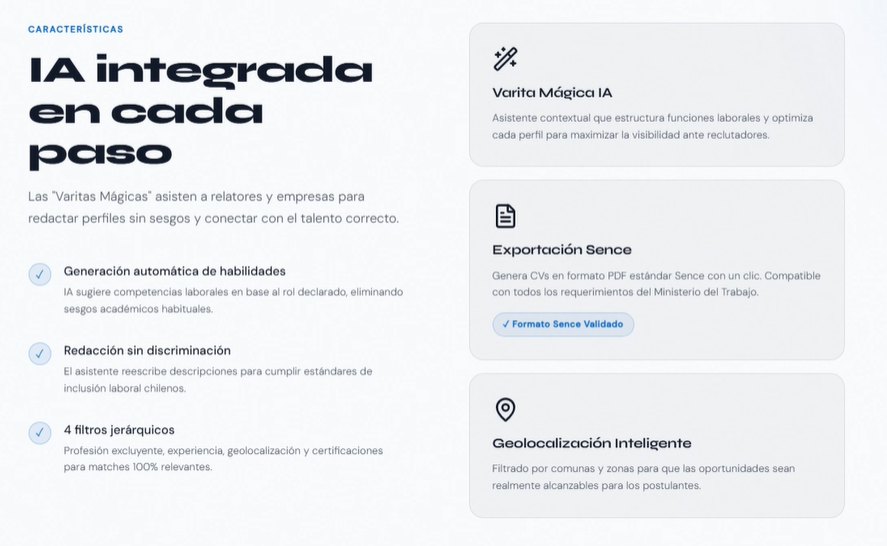 CARACTERÍSTICAS
IA integrada
en cada
paso
Las "Varitas Mágicas" asisten a relatores y empresas para
redactar perfiles sin sesgos y conectar con el talento correcto.
✓ Generación automática de habilidades
IA sugiere competencias laborales en base al rol declarado, eliminando
sesgos académicos habituales.
✓ Redacción sin discriminación
El asistente reescribe descripciones para cumplir estándares de
inclusión laboral chilenos.
✓ 4 filtros jerárquicos
Profesión excluyente, experiencia, geolocalización y certificaciones
para matches 100% relevantes.
Varita Mágica IA
Asistente contextual que estructura funciones laborales y optimiza
cada perfil para maximizar la visibilidad ante reclutadores.
Exportación Sence
Genera CVs en formato PDF estándar Sence con un clic. Compatible
con todos los requerimientos del Ministerio del Trabajo.
✓ Formato Sence Validado
Geolocalización Inteligente
Filtrado por comunas y zonas para que las oportunidades sean
realmente alcanzables para los postulantes.